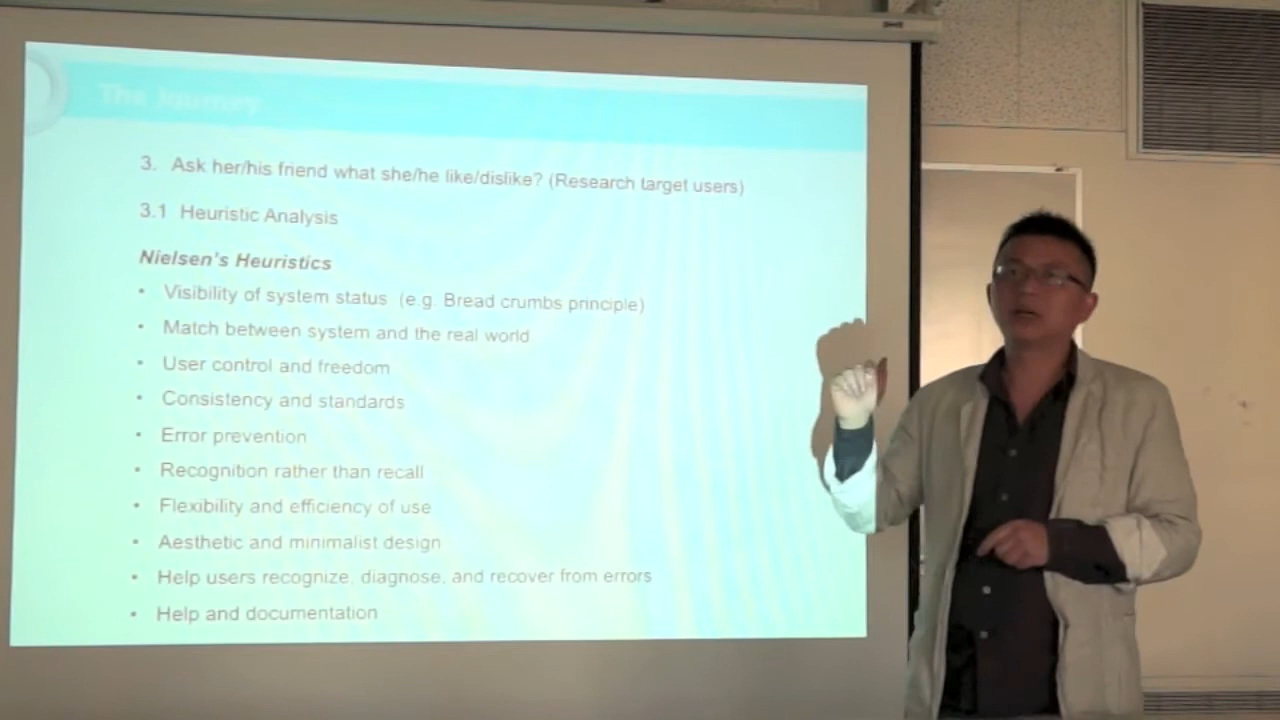 The Journey
3. Ask her/his friend what she/he like/dislike? (Research target users)
3.1 Heuristic Analysis
Nielsen's Heuristics
• Visibility of system status (e.g. Bread crumbs principle)
• Match between system and the real world
• User control and freedom
• Consistency and standards
• Error prevention
• Recognition rather than recall
• Flexibility and efficiency of use
• Aesthetic and minimalist design
• Help users recognize, diagnose, and recover from errors
• Help and documentation